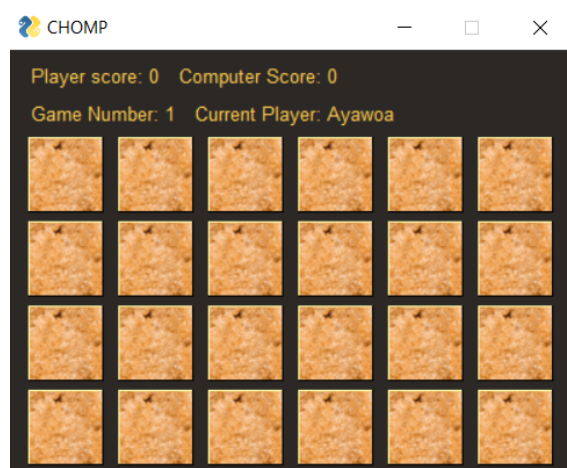 CHOMP
Player score: 0 Computer Score: 0
Game Number: 1 Current Player: Ayawoa